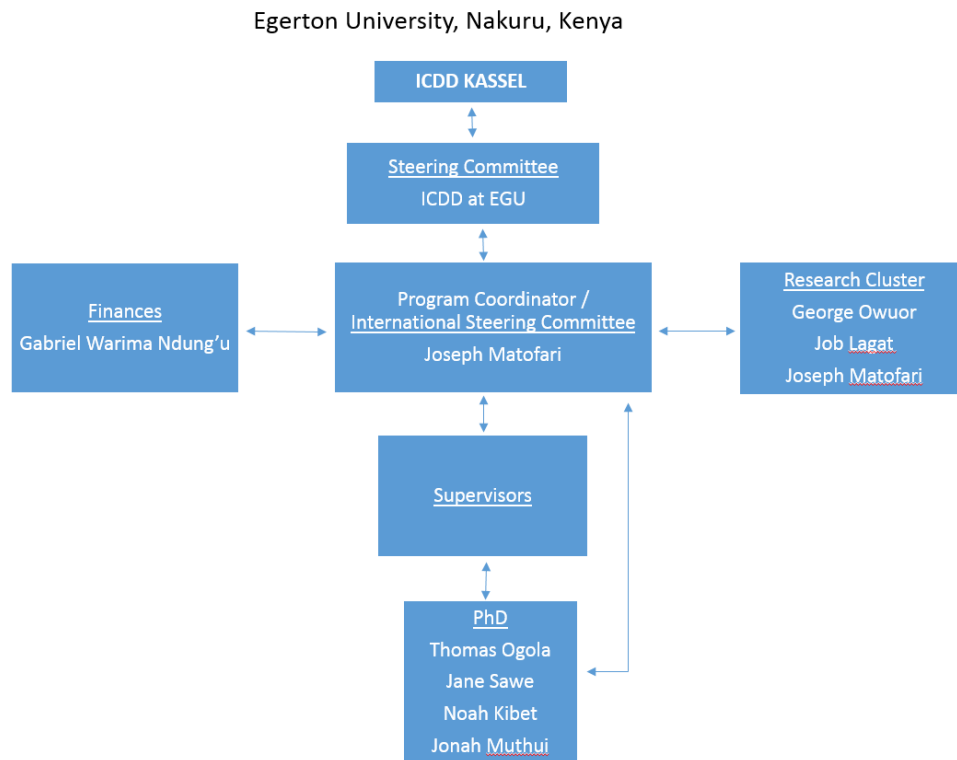 Egerton University, Nakuru, Kenya
ICDD KASSEL
Steering Committee
ICDD at EGU
Finances
Gabriel Warima Ndung’u
Program Coordinator /
International Steering Committee
Joseph Matofari
Research Cluster
George Owuor
Job Lagat
Joseph Matofari
Supervisors
PhD
Thomas Ogola
Jane Sawe
Noah Kibet
Jonah Muthui